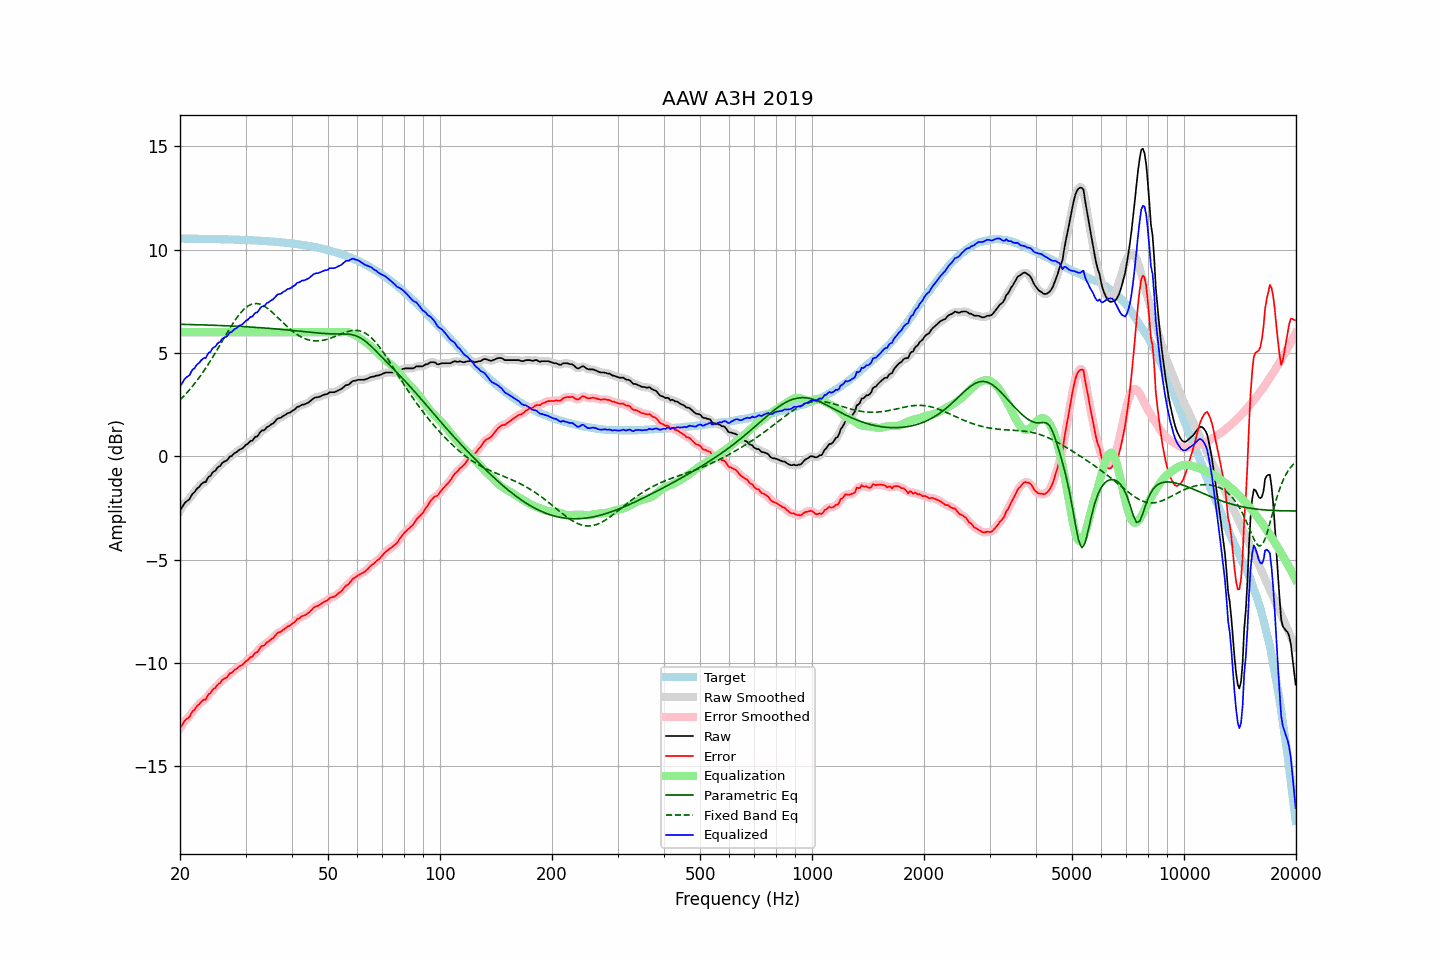 AAW A3H 2019
Amplitude (dBr)
15
10
5
0
−5
−10
−15
Target
Raw Smoothed
Error Smoothed
Raw
Error
Equalization
Parametric Eq
Fixed Band Eq
Equalized
20 50 100 200 500 1000 2000 5000 10000 20000
Frequency (Hz)